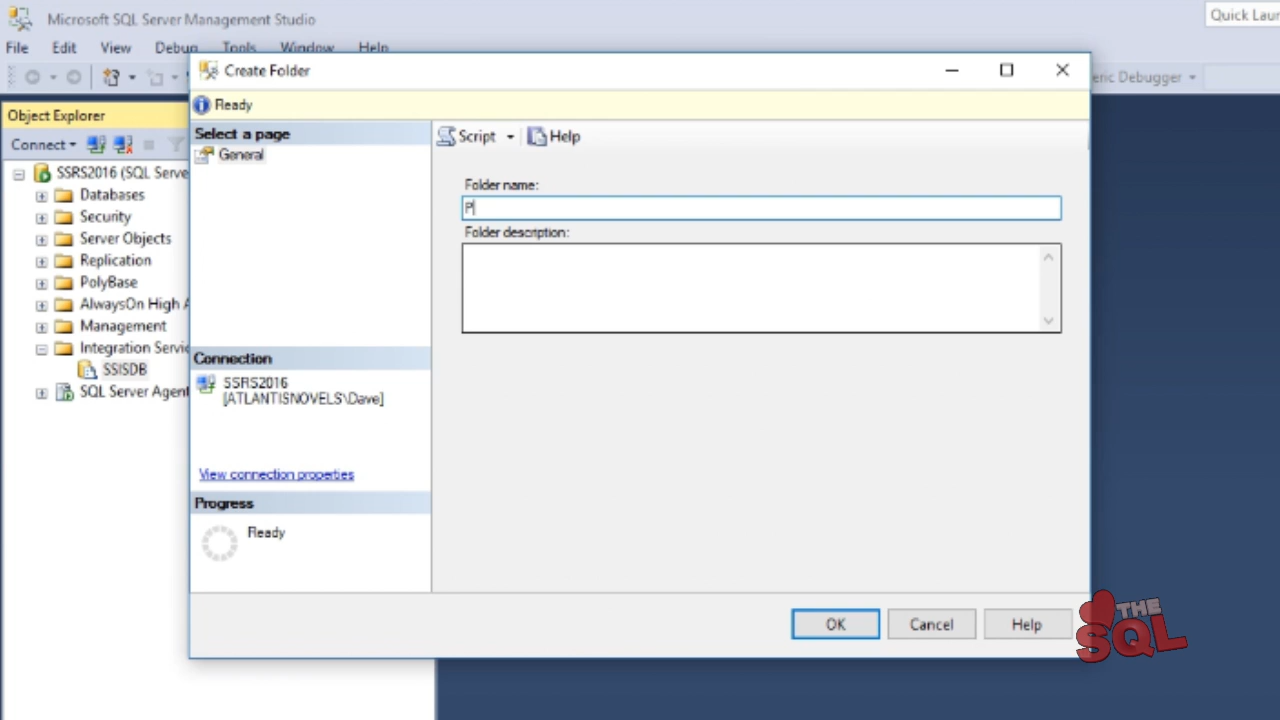 Microsoft SQL Server Management Studio
Quick Laun
File Edit View Debug Tools Window Help
Create Folder
eric Debugger
Ready
Object Explorer
Select a page
Script Help
Connect
General
SSRS2016 (SQL Serve
Folder name:
Databases
P
Security
Folder description:
Server Objects
Replication
PolyBase
AlwaysOn High A
Management
Integration Servic
Connection
SSISDB
SSRS2016
[ATLANTISNOVELS\Dave]
SQL Server Agent
View connection properties
Progress
Ready
OK Cancel Help
THE
SQL